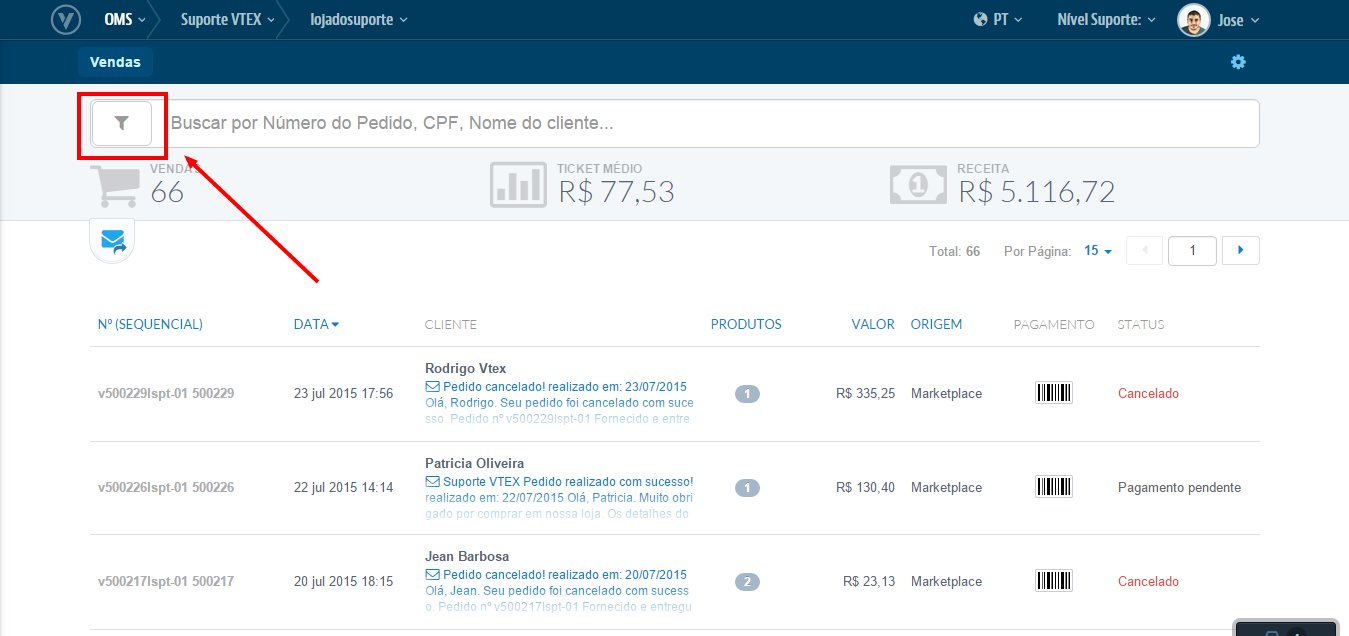 OMS Suporte VTEX lojadosuporte PT Nível Suporte: Jose
Vendas
Buscar por Número do Pedido, CPF, Nome do cliente...
VENDAS TICKET MÉDIO RECEITA
66 R$ 77,53 R$ 5.116,72
Total: 66 Por Página: 15 1
Nº (SEQUENCIAL) DATA CLIENTE PRODUTOS VALOR ORIGEM PAGAMENTO STATUS
Rodrigo Vtex
Pedido cancelado! realizado em: 23/07/2015
v500229lspt-01 500229 23 jul 2015 17:56 1 R$ 335,25 Marketplace Cancelado
Olá, Rodrigo. Seu pedido foi cancelado com suce
sso. Pedido nº v500229lspt-01 Fornecido e entre
Patricia Oliveira
Suporte VTEX Pedido realizado com sucesso!
v500226lspt-01 500226 22 jul 2015 14:14 1 R$ 130,40 Marketplace Pagamento pendente
realizado em: 22/07/2015 Olá, Patricia. Muito obri
gado por comprar em nossa loja. Os detalhes do
Jean Barbosa
Pedido cancelado! realizado em: 20/07/2015
v500217lspt-01 500217 20 jul 2015 18:15 2 R$ 23,13 Marketplace Cancelado
Olá, Jean. Seu pedido foi cancelado com sucess
o. Pedido nº v500217lspt-01 Fornecido e entregu